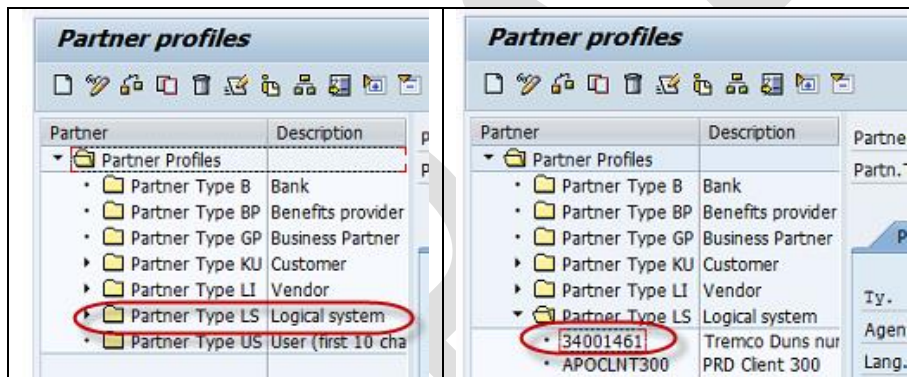 Partner profiles
Partner Description
Partner Profiles
Partner Type B Bank
Partner Type BP Benefits provider
Partner Type GP Business Partner
Partner Type KU Customer
Partner Type LI Vendor
Partner Type LS Logical system
Partner Type US User (first 10 cha
Partner profiles
Partner Description Partne
Partner Profiles Partn.
Partner Type B Bank
Partner Type BP Benefits provider
Partner Type GP Business Partner
Partner Type KU Customer
Partner Type LI Vendor
Partner Type LS Logical system Ty.
34001461 Tremco Duns nur Agen
APOCLNT300 PRD Client 300 Lang.